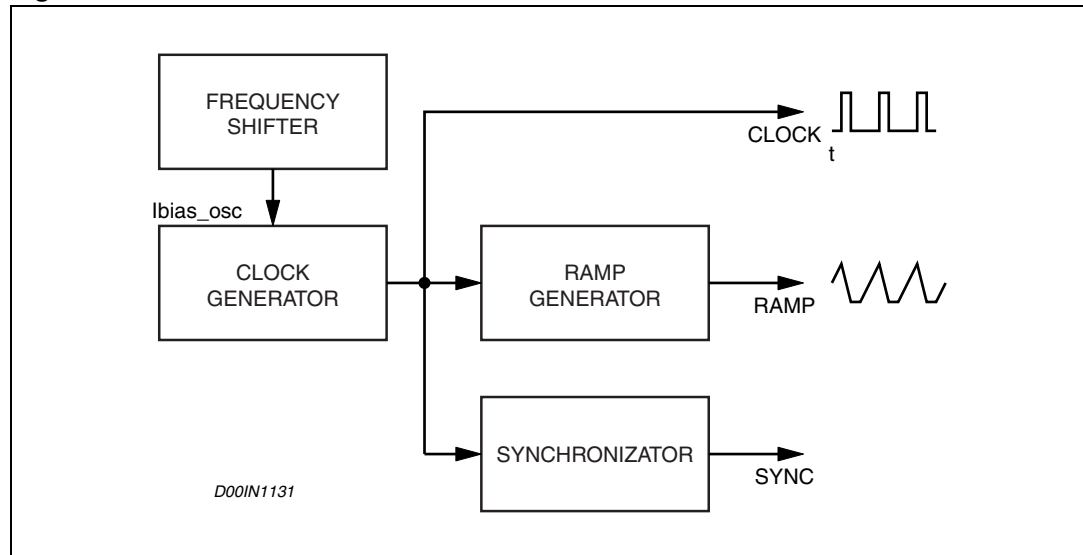 FREQUENCY
SHIFTER
CLOCK
t
Ibias_osc
CLOCK
GENERATOR
RAMP
GENERATOR
RAMP
SYNCHRONIZATOR
SYNC
D00IN1131